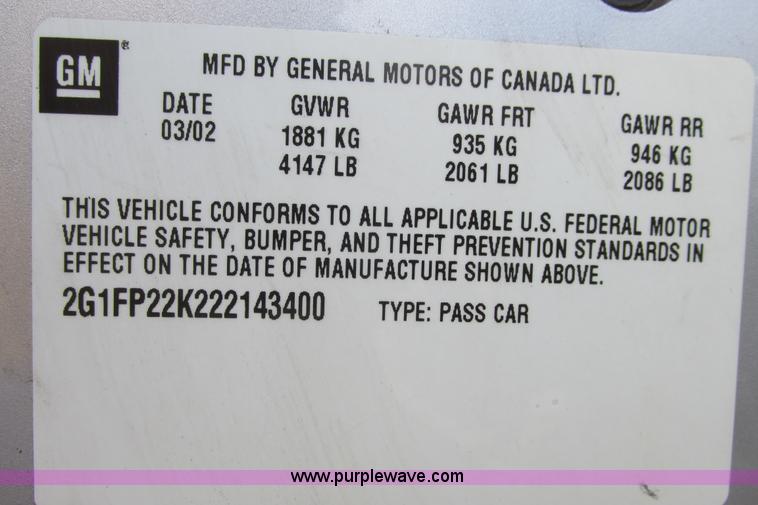 GM®
MFD BY GENERAL MOTORS OF CANADA LTD.
DATE GVWR GAWR FRT GAWR RR
03/02 1881 KG 935 KG 946 KG
4147 LB 2061 LB 2086 LB
THIS VEHICLE CONFORMS TO ALL APPLICABLE U.S. FEDERAL MOTOR
VEHICLE SAFETY, BUMPER, AND THEFT PREVENTION STANDARDS IN
EFFECT ON THE DATE OF MANUFACTURE SHOWN ABOVE.
2G1FP22K222143400 TYPE: PASS CAR
www.purplewave.com